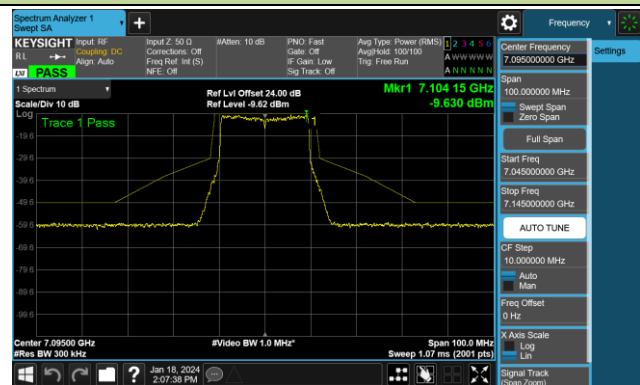 Spectrum Analyzer 1
Swept SA
Frequency
KEYSIGHT
RL
LXI
PASS
Input: RF
Coupling: DC
Align: Auto
Input Z: 50 Ω
Corrections: Off
Freq Ref: Int (S)
NFE: Off
#Atten: 10 dB
PNO: Fast
Gate: Off
IF Gain: Low
Sig Track: Off
Avg Type: Power (RMS)
Avg|Hold: 100/100
Trig: Free Run
1 2 3 4 5 6
A W W W W W
A N N N N N
1 Spectrum
Scale/Div 10 dB
Ref Lvl Offset 24.00 dB
Ref Level -9.62 dBm
Mkr1 7.104 15 GHz
-9.630 dBm
Log
Trace 1 Pass
1
-19.6
-29.6
-39.6
-49.6
-59.6
-69.6
-79.6
-89.6
-99.6
Center 7.09500 GHz
#Res BW 300 kHz
#Video BW 1.0 MHz*
Span 100.0 MHz
Sweep 1.07 ms (2001 pts)
Jan 18, 2024
2:07:38 PM
Settings
Center Frequency
7.095000000 GHz
Span
100.000000 MHz
Swept Span
Zero Span
Full Span
Start Freq
7.045000000 GHz
Stop Freq
7.145000000 GHz
AUTO TUNE
CF Step
10.000000 MHz
Auto
Man
Freq Offset
0 Hz
X Axis Scale
Log
Lin
Signal Track
(Span Zoom)